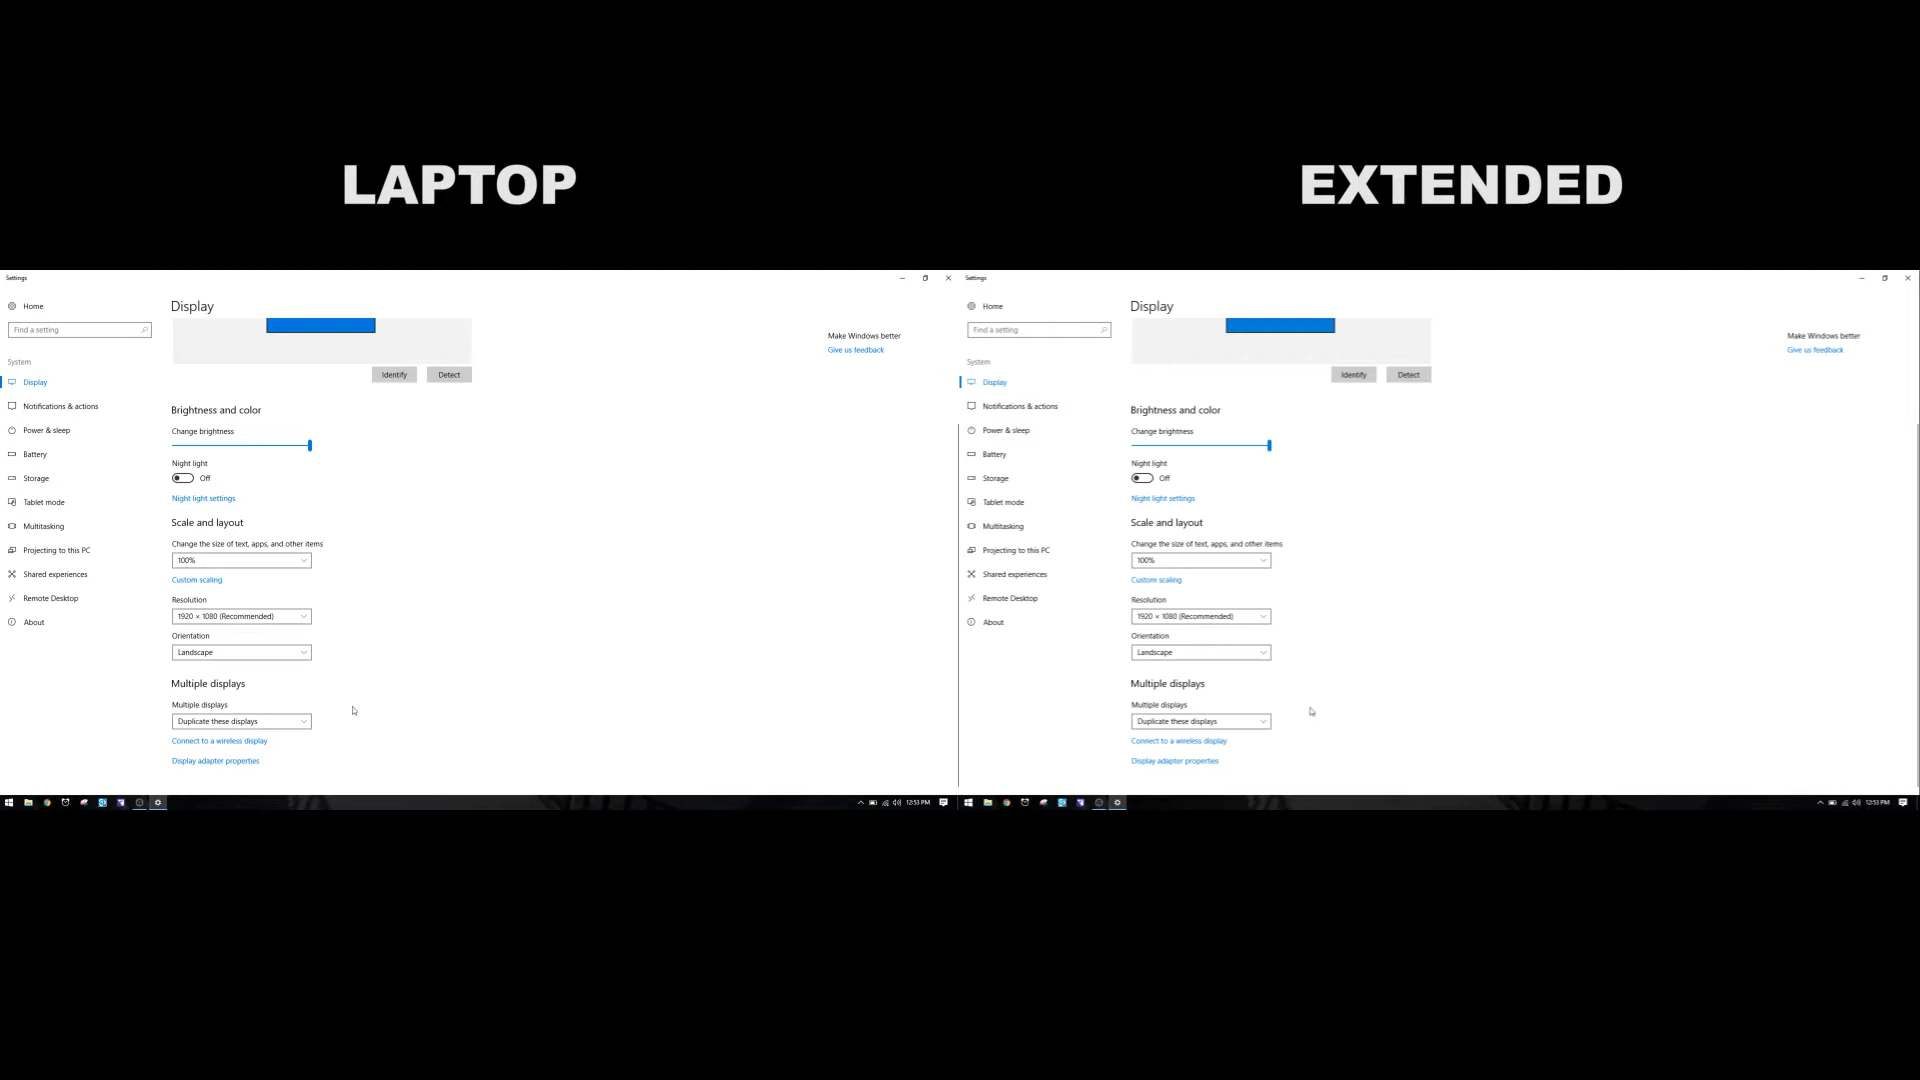 LAPTOP
EXTENDED
Settings
Home
Find a setting
System
Display
Notifications & actions
Power & sleep
Battery
Storage
Tablet mode
Multitasking
Projecting to this PC
Shared experiences
Remote Desktop
About
Display
Identify
Detect
Brightness and color
Change brightness
Night light
Off
Night light settings
Scale and layout
Change the size of text, apps, and other items
100%
Custom scaling
Resolution
1920 × 1080 (Recommended)
Orientation
Landscape
Multiple displays
Multiple displays
Duplicate these displays
Connect to a wireless display
Display adapter properties
Make Windows better
Give us feedback
12:53 PM
Settings
Home
Find a setting
System
Display
Notifications & actions
Power & sleep
Battery
Storage
Tablet mode
Multitasking
Projecting to this PC
Shared experiences
Remote Desktop
About
Display
Identify
Detect
Brightness and color
Change brightness
Night light
Off
Night light settings
Scale and layout
Change the size of text, apps, and other items
100%
Custom scaling
Resolution
1920 × 1080 (Recommended)
Orientation
Landscape
Multiple displays
Multiple displays
Duplicate these displays
Connect to a wireless display
Display adapter properties
Make Windows better
Give us feedback
12:53 PM